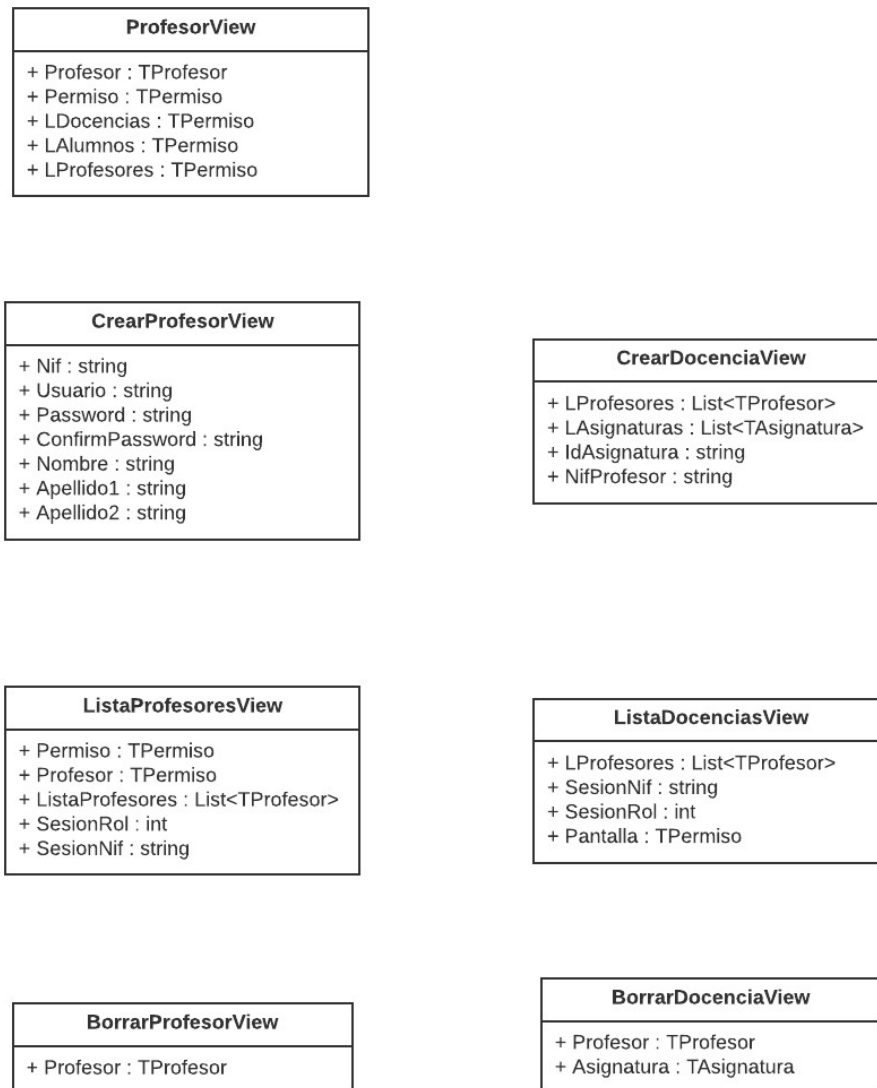 ProfesorView
+ Profesor : TProfesor
+ Permiso : TPermiso
+ LDocencias : TPermiso
+ LAlumnos : TPermiso
+ LProfesores : TPermiso
CrearProfesorView
+ Nif : string
+ Usuario : string
+ Password : string
+ ConfirmPassword : string
+ Nombre : string
+ Apellido1 : string
+ Apellido2 : string
CrearDocenciaView
+ LProfesores : List<TProfesor>
+ LAsignaturas : List<TAsignatura>
+ IdAsignatura : string
+ NifProfesor : string
ListaProfesoresView
+ Permiso : TPermiso
+ Profesor : TPermiso
+ ListaProfesores : List<TProfesor>
+ SesionRol : int
+ SesionNif : string
ListaDocenciasView
+ LProfesores : List<TProfesor>
+ SesionNif : string
+ SesionRol : int
+ Pantalla : TPermiso
BorrarProfesorView
+ Profesor : TProfesor
BorrarDocenciaView
+ Profesor : TProfesor
+ Asignatura : TAsignatura